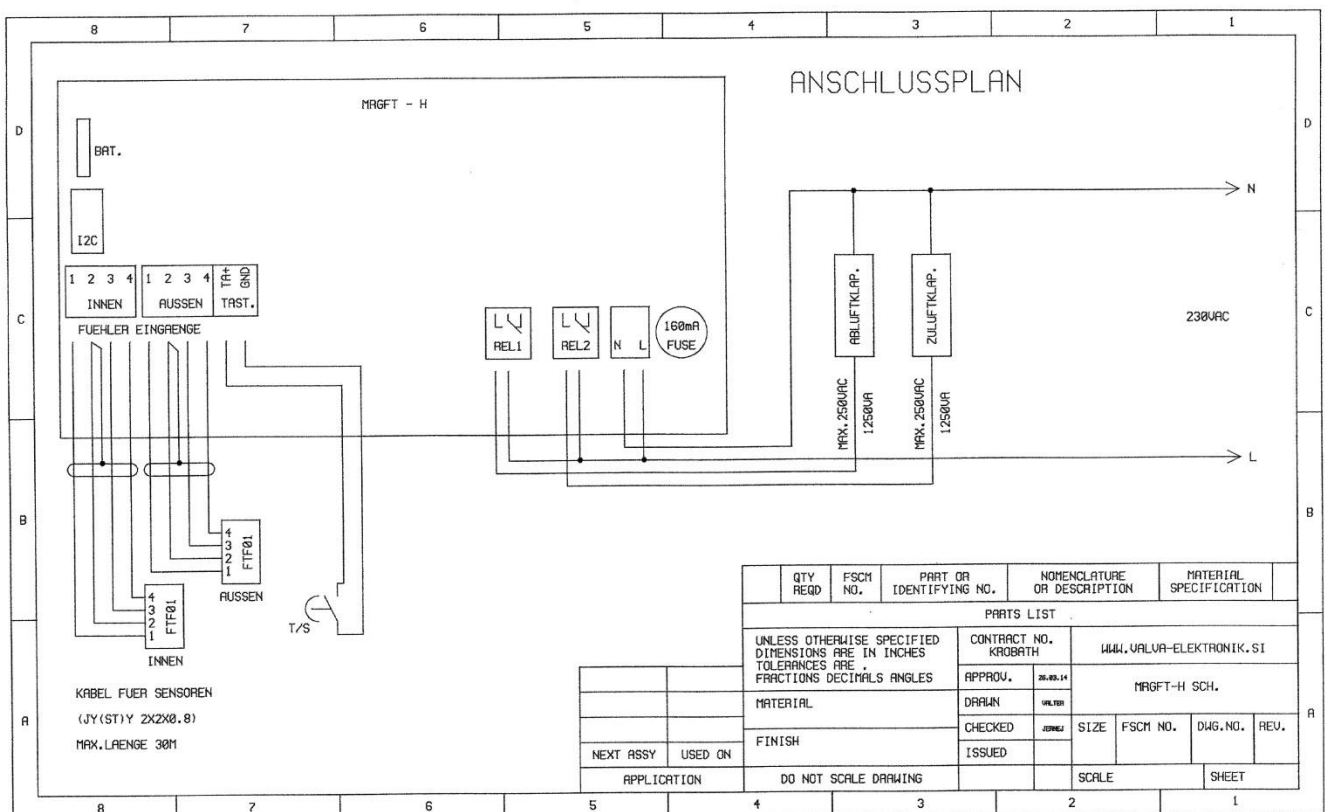 8 7 6 5 4 3 2 1
ANSCHLUSSPLAN
MRGFT - H
D D
BAT.
I2C
N
1 2 3 4 1 2 3 4 TA+ GND
INNEN AUSSEN TAST.
FUEHLER EINGAENGE
C C
REL1 REL2 N L
160mA
FUSE
ABLUFTKLAP.
ZULUFTKLAP.
230VAC
MAX.250VAC
1250VA
MAX.250VAC
1250VA
L
B B
4
3
2
1
FTF01
AUSSEN
4
3
2
1
FTF01
INNEN
T/S
KABEL FUER SENSOREN
(JY(ST)Y 2X2X0.8)
MAX.LAENGE 30M
A A
QTY
REQD
FSCM
NO.
PART OR
IDENTIFYING NO.
NOMENCLATURE
OR DESCRIPTION
MATERIAL
SPECIFICATION
PARTS LIST
UNLESS OTHERWISE SPECIFIED
DIMENSIONS ARE IN INCHES
TOLERANCES ARE .
FRACTIONS DECIMALS ANGLES
CONTRACT NO.
KROBATH
WWW.VALVA-ELEKTRONIK.SI
APPROV. 26.03.14
MRGFT-H SCH.
MATERIAL
DRAWN VALTER
CHECKED JERNEJ
SIZE FSCM NO. DWG.NO. REV.
FINISH
ISSUED
NEXT ASSY USED ON
APPLICATION
DO NOT SCALE DRAWING
SCALE SHEET
8 7 6 5 4 3 2 1